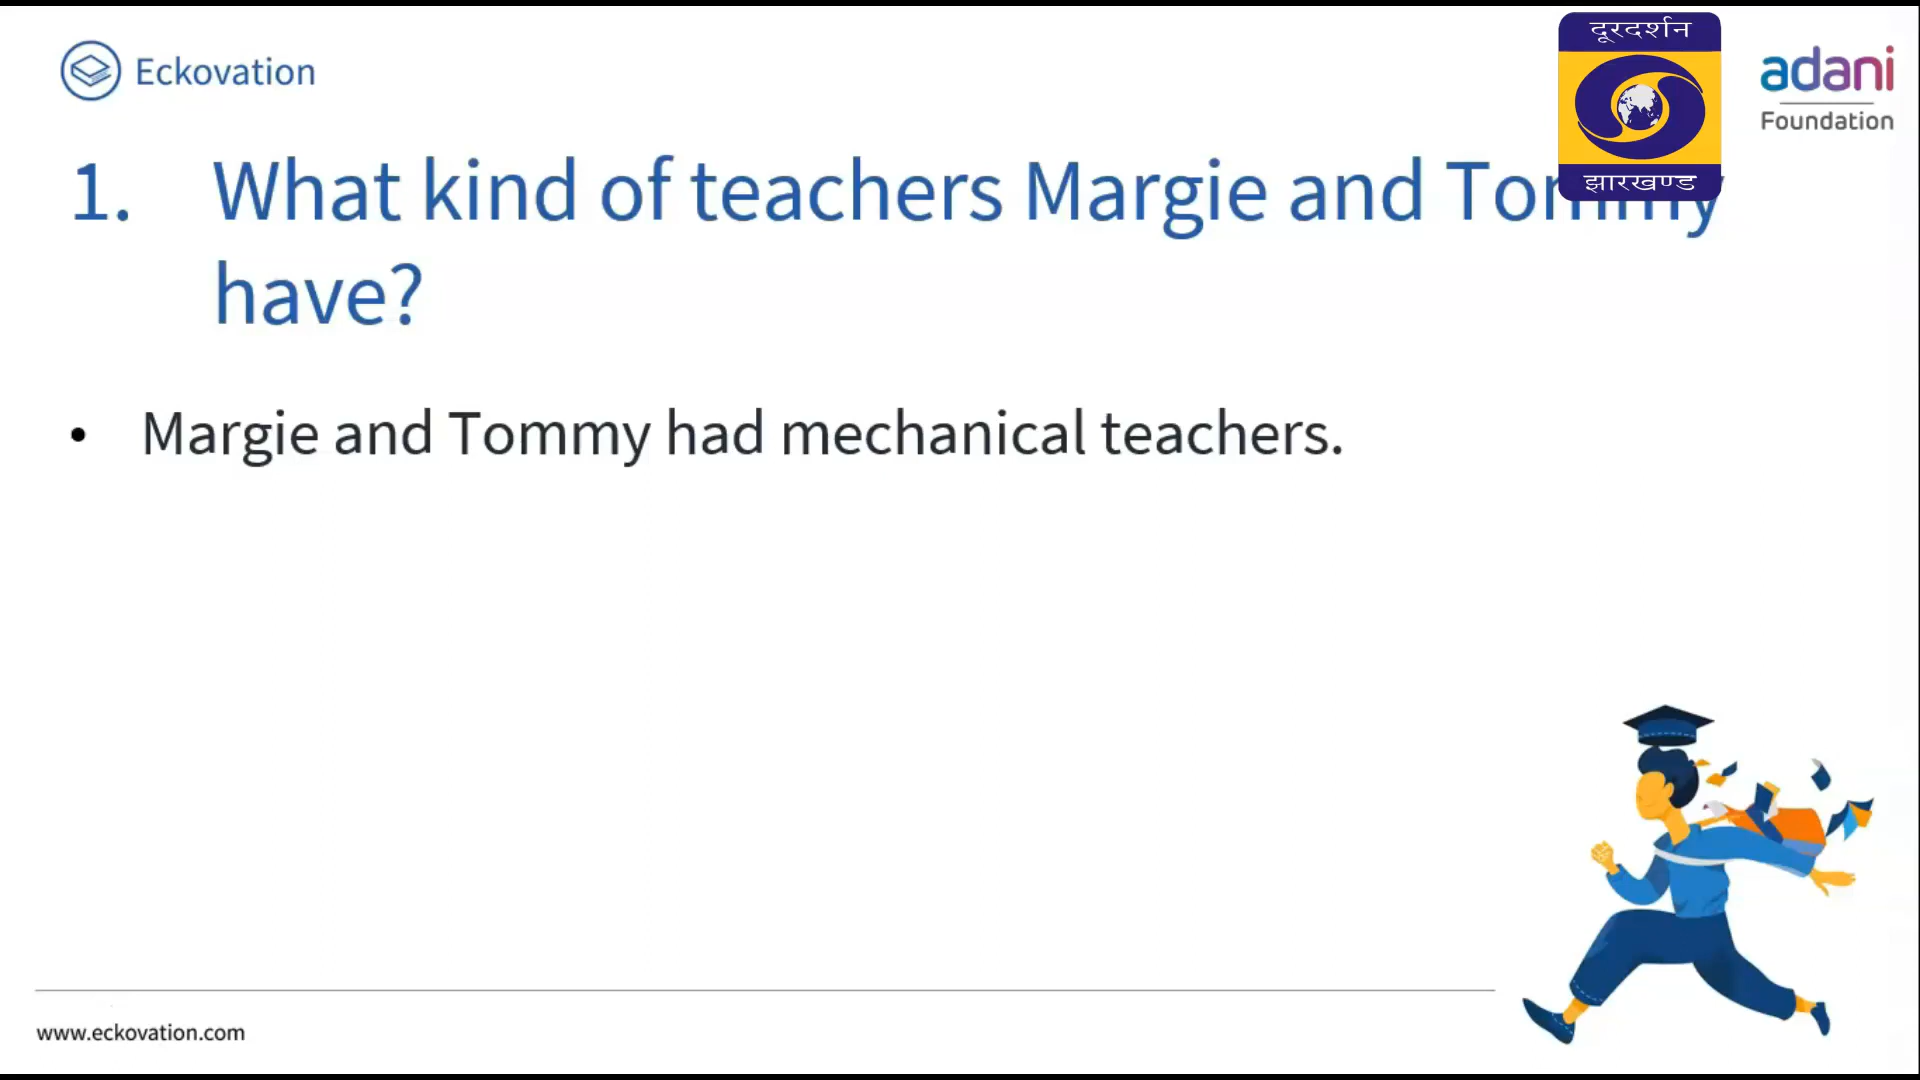 Eckovation
दूरदर्शन
झारखण्ड
adani
Foundation
1. What kind of teachers Margie and Tommy
have?
• Margie and Tommy had mechanical teachers.
www.eckovation.com